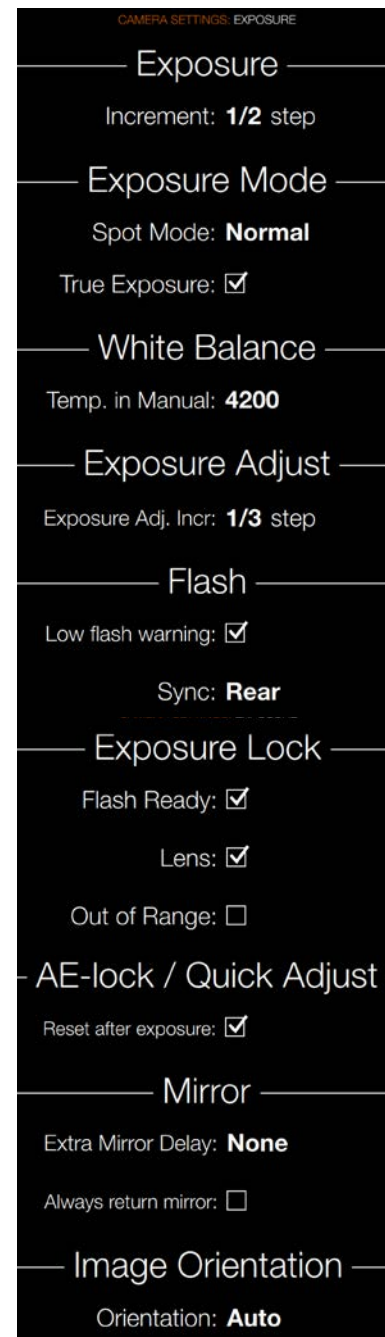 CAMERA SETTINGS: EXPOSURE
Exposure
Increment: 1/2 step
Exposure Mode
Spot Mode: Normal
True Exposure:
White Balance
Temp. in Manual: 4200
Exposure Adjust
Exposure Adj. Incr: 1/3 step
Flash
Low flash warning:
Sync: Rear
Exposure Lock
Flash Ready:
Lens:
Out of Range:
AE-lock / Quick Adjust
Reset after exposure:
Mirror
Extra Mirror Delay: None
Always return mirror:
Image Orientation
Orientation: Auto